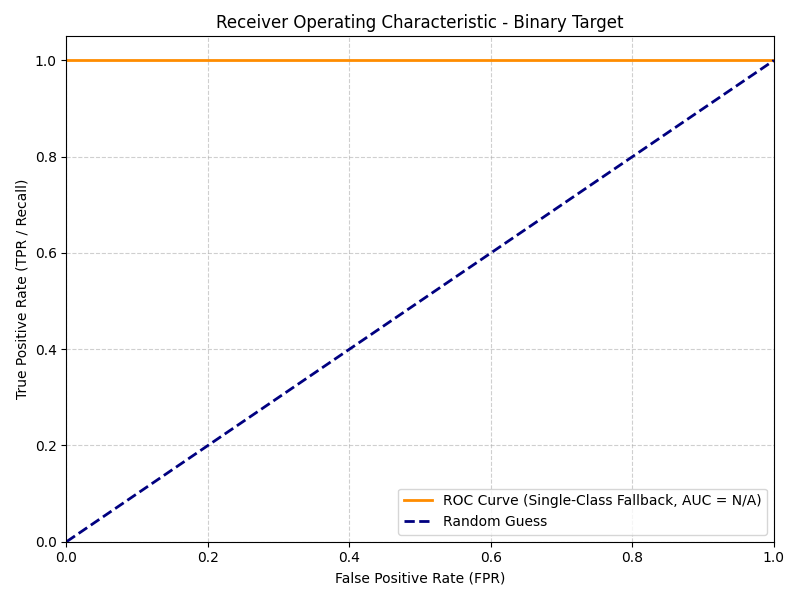 Receiver Operating Characteristic - Binary Target
True Positive Rate (TPR / Recall)
1.0
0.8
0.6
0.4
0.2
0.0
0.0 0.2 0.4 0.6 0.8 1.0
False Positive Rate (FPR)
ROC Curve (Single-Class Fallback, AUC = N/A)
Random Guess